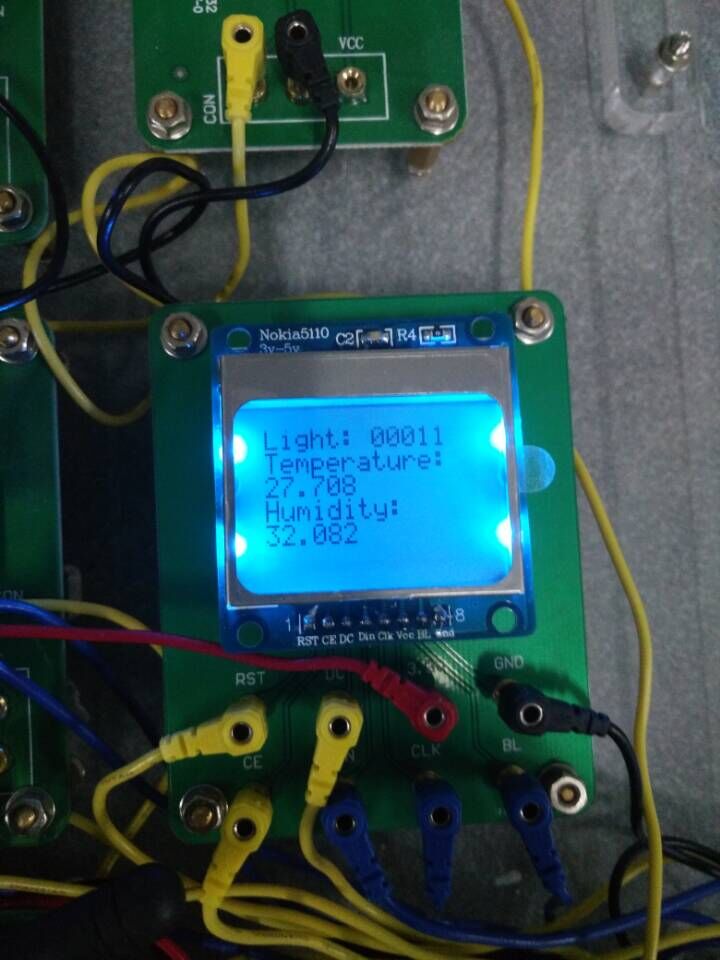 VCC
CON
Nokia5110
3v-5v
C2
R4
Light: 00011
Temperature:
27.708
Humidity:
32.082
1
8
RST CE DC Din Clk Vcc BL Gnd
GND
RST
DC
CE
CLK
BL